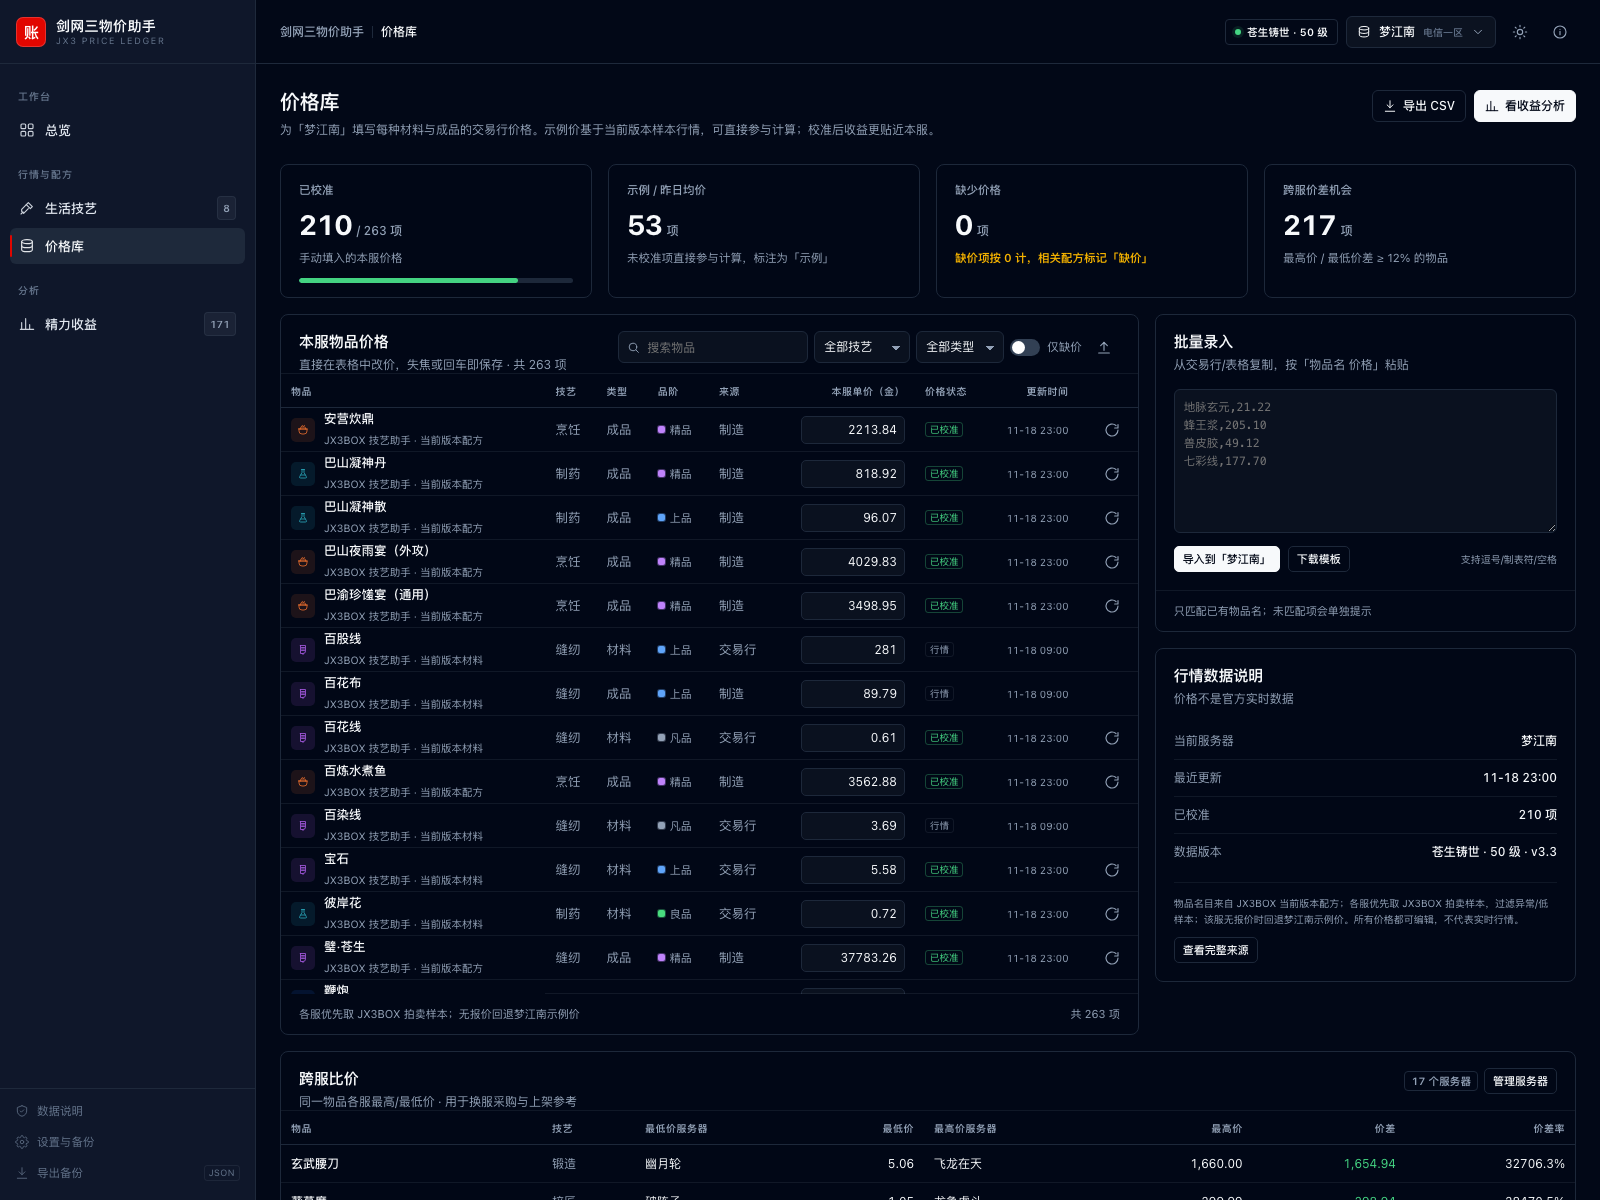 账
剑网三物价助手
JX3 PRICE LEDGER
工作台
总览
行情与配方
生活技艺 8
价格库
分析
精力收益 171
数据说明
设置与备份
导出备份 JSON
剑网三物价助手 价格库
苍生铸世 · 50 级
梦江南 电信一区
价格库
为「梦江南」填写每种材料与成品的交易行价格。示例价基于当前版本样本行情，可直接参与计算；校准后收益更贴近本服。
导出 CSV
看收益分析
已校准
210 / 263 项
手动填入的本服价格
示例 / 昨日均价
53 项
未校准项直接参与计算，标注为「示例」
缺少价格
0 项
缺价项按 0 计，相关配方标记「缺价」
跨服价差机会
217 项
最高价 / 最低价差 ≥ 12% 的物品
本服物品价格
直接在表格中改价，失焦或回车即保存 · 共 263 项
搜索物品
全部技艺
全部类型
仅缺价
物品 技艺 类型 品阶 来源 本服单价（金） 价格状态 更新时间
安营炊鼎
JX3BOX 技艺助手 · 当前版本配方
烹饪 成品 精品 制造 2213.84 已校准 11-18 23:00
巴山凝神丹
JX3BOX 技艺助手 · 当前版本配方
制药 成品 精品 制造 818.92 已校准 11-18 23:00
巴山凝神散
JX3BOX 技艺助手 · 当前版本配方
制药 成品 上品 制造 96.07 已校准 11-18 23:00
巴山夜雨宴（外攻）
JX3BOX 技艺助手 · 当前版本配方
烹饪 成品 精品 制造 4029.83 已校准 11-18 23:00
巴渝珍馐宴（通用）
JX3BOX 技艺助手 · 当前版本配方
烹饪 成品 精品 制造 3498.95 已校准 11-18 23:00
百股线
JX3BOX 技艺助手 · 当前版本材料
缝纫 材料 上品 交易行 281 行情 11-18 09:00
百花布
JX3BOX 技艺助手 · 当前版本材料
缝纫 成品 上品 制造 89.79 行情 11-18 09:00
百花线
JX3BOX 技艺助手 · 当前版本材料
缝纫 材料 凡品 交易行 0.61 已校准 11-18 23:00
百炼水煮鱼
JX3BOX 技艺助手 · 当前版本配方
烹饪 成品 精品 制造 3562.88 已校准 11-18 23:00
百染线
JX3BOX 技艺助手 · 当前版本材料
缝纫 材料 凡品 交易行 3.69 行情 11-18 09:00
宝石
JX3BOX 技艺助手 · 当前版本材料
缝纫 材料 上品 交易行 5.58 已校准 11-18 23:00
彼岸花
JX3BOX 技艺助手 · 当前版本材料
制药 材料 良品 交易行 0.72 已校准 11-18 23:00
璧·苍生
JX3BOX 技艺助手 · 当前版本配方
缝纫 成品 精品 制造 37783.26 已校准 11-18 23:00
鞭炮
各服优先取 JX3BOX 拍卖样本；无报价回退梦江南示例价
共 263 项
批量录入
从交易行/表格复制，按「物品名 价格」粘贴
地脉玄元,21.22
蜂王浆,205.10
兽皮胶,49.12
七彩线,177.70
导入到「梦江南」
下载模板
支持逗号/制表符/空格
只匹配已有物品名；未匹配项会单独提示
行情数据说明
价格不是官方实时数据
当前服务器 梦江南
最近更新 11-18 23:00
已校准 210 项
数据版本 苍生铸世 · 50 级 · v3.3
物品名目来自 JX3BOX 当前版本配方；各服优先取 JX3BOX 拍卖样本，过滤异常/低
样本；该服无报价时回退梦江南示例价。所有价格都可编辑，不代表实时行情。
查看完整来源
跨服比价
同一物品各服最高/最低价 · 用于换服采购与上架参考
17 个服务器
管理服务器
物品 技艺 最低价服务器 最低价 最高价服务器 最高价 价差 价差率
玄武腰刀 锻造 幽月轮 5.06 飞龙在天 1,660.00 1,654.94 32706.3%